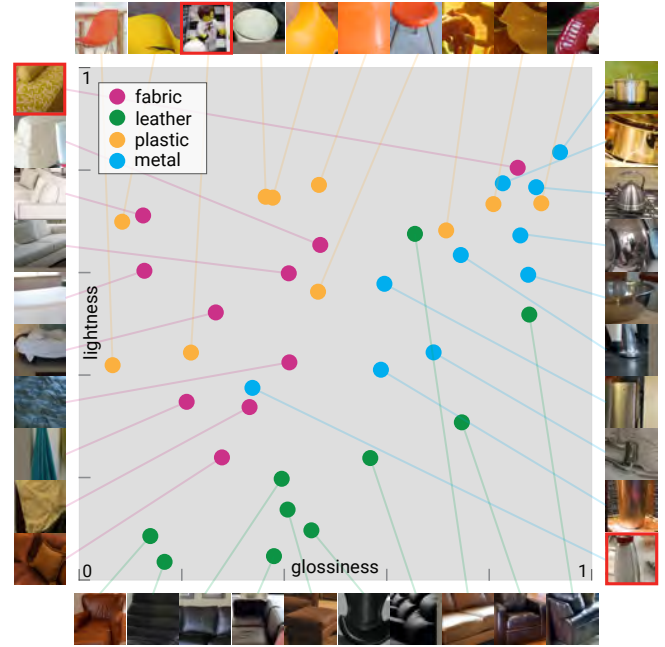 1
fabric
leather
plastic
metal
lightness
0
glossiness
1